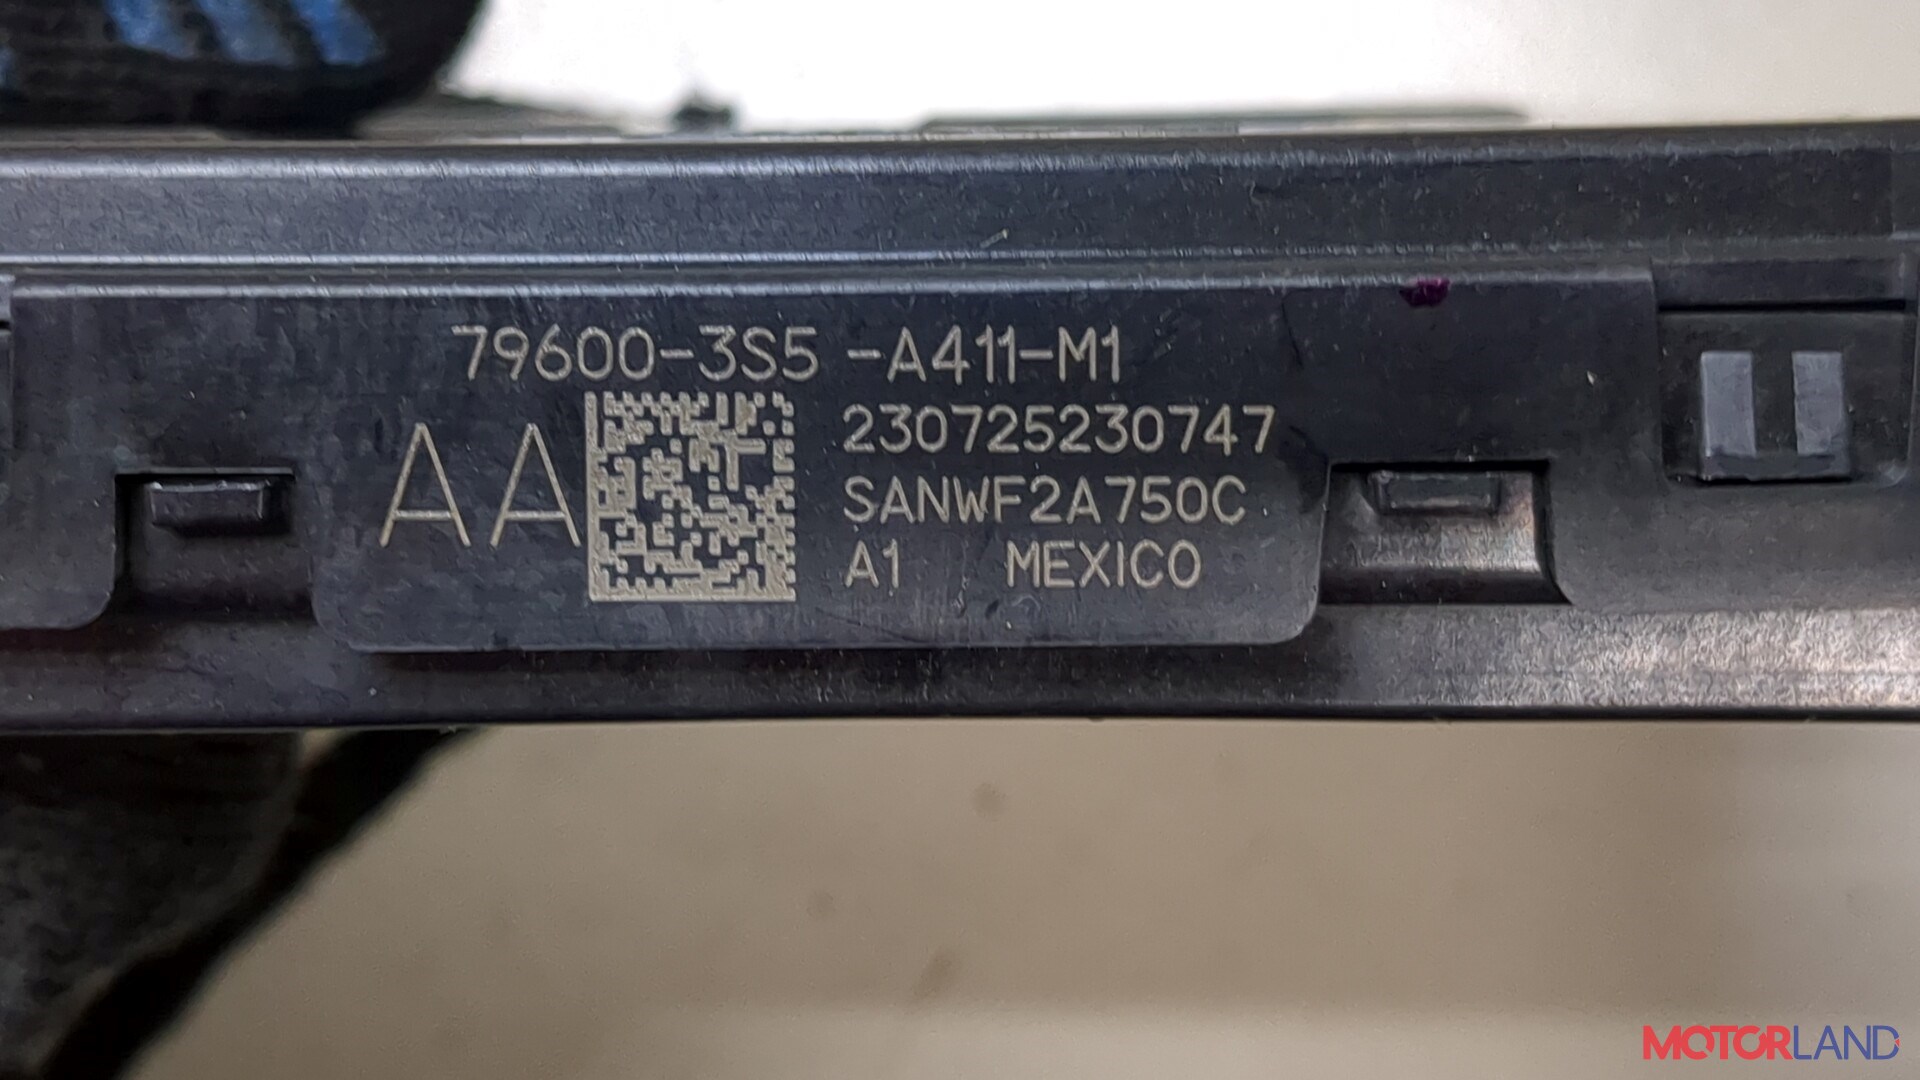 79600-3S5 -A411-M1
AA
230725230747
SANWF2A750C
A1 MEXICO
MOTORLAND